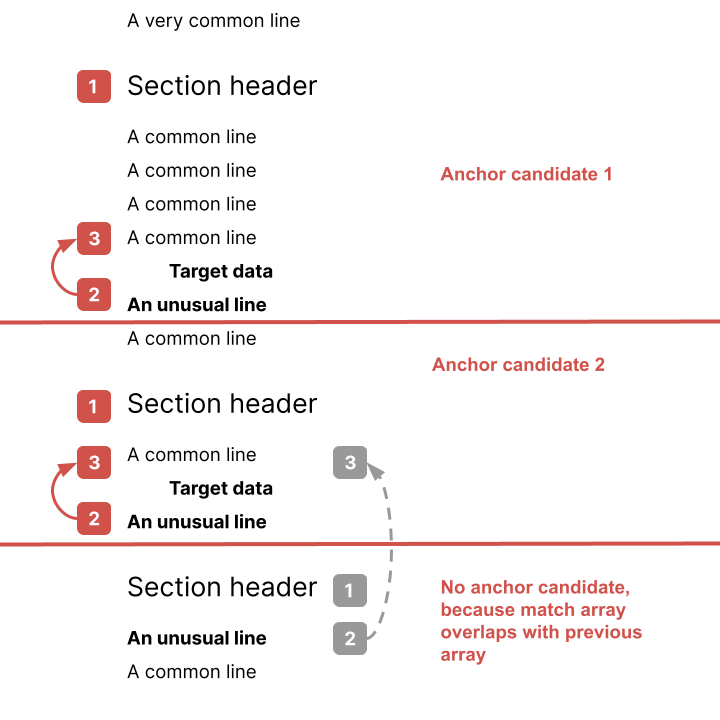 A very common line
1 Section header
A common line
A common line
Anchor candidate 1
A common line
3 A common line
Target data
2 An unusual line
A common line
Anchor candidate 2
1 Section header
3 A common line 3
Target data
2 An unusual line
Section header 1
An unusual line 2
A common line
No anchor candidate,
because match array
overlaps with previous
array